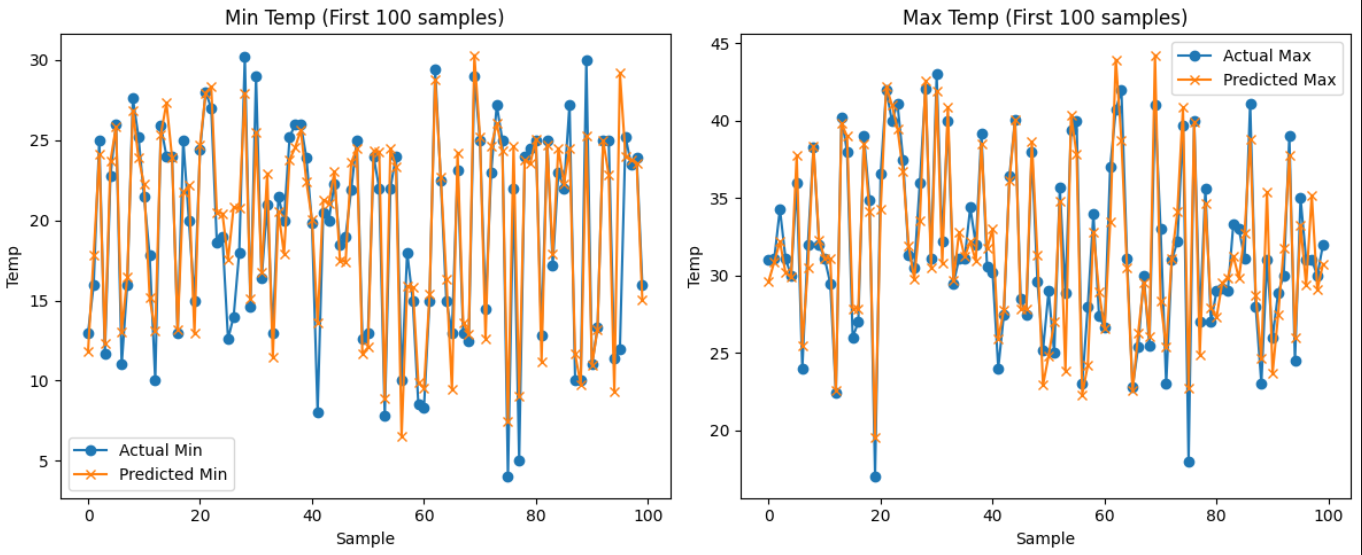 Min Temp (First 100 samples)
30
25
20
15
10
5
Temp
Actual Min
Predicted Min
0
20
40
60
80
100
Sample
Max Temp (First 100 samples)
45
40
35
30
25
20
Temp
Actual Max
Predicted Max
0
20
40
60
80
100
Sample